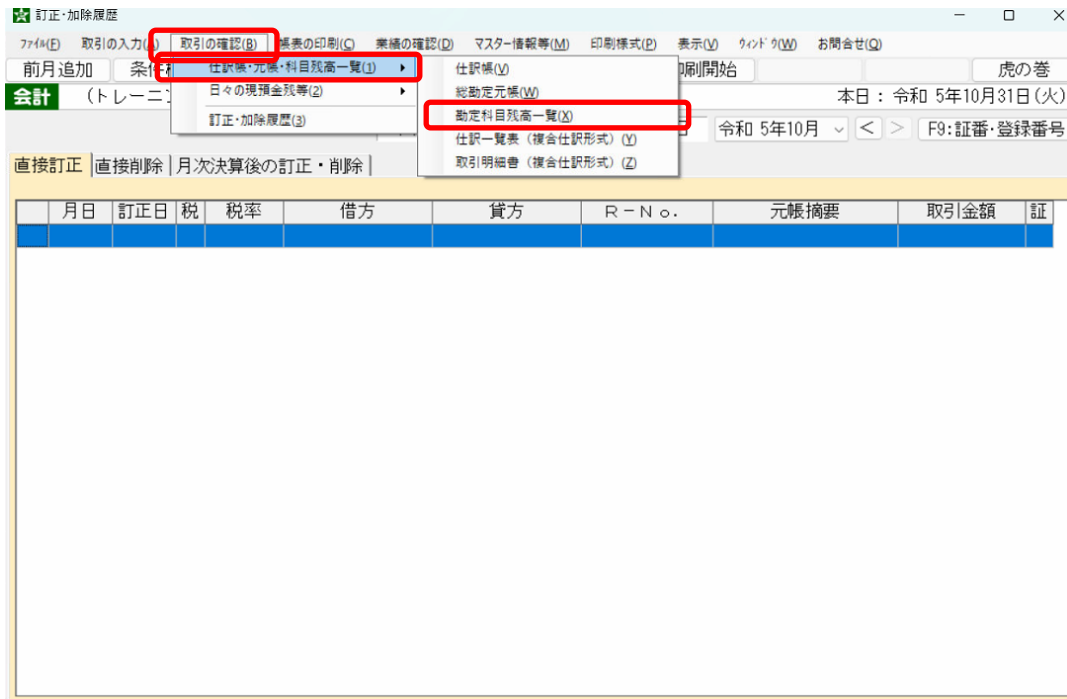 訂正・加除履歴
ファイル(F) 取引の入力(A) 取引の確認(B) 帳表の印刷(C) 業績の確認(D) マスター情報等(M) 印刷様式(P) 表示(V) ウィンドウ(W) お問合せ(Q)
前月追加 条件 印刷開始 虎の巻
仕訳帳・元帳・科目残高一覧(1)
日々の現預金残等(2)
訂正・加除履歴(3)
仕訳帳(V)
総勘定元帳(W)
勘定科目残高一覧(X)
仕訳一覧表（複合仕訳形式）(Y)
取引明細書（複合仕訳形式）(Z)
会計 （トレーニ 本日：令和 5年10月31日(火)
令和 5年10月 < > F9:証番・登録番号
直接訂正 直接削除 月次決算後の訂正・削除
月日 訂正日 税 税率 借方 貸方 R－No. 元帳摘要 取引金額 証